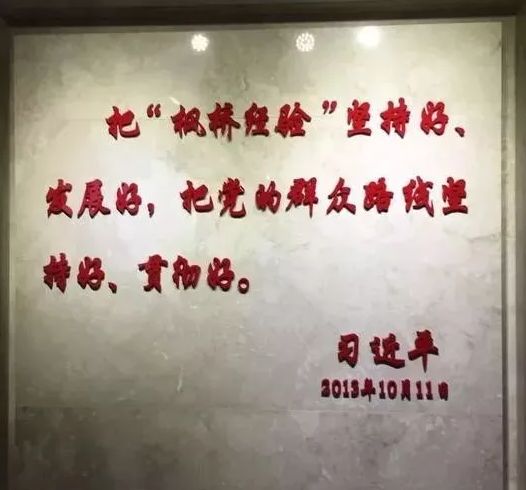 把“枫桥经验”坚持好、
发展好，把党的群众路线坚
持好、贯彻好。
习近平
2013年10月11日